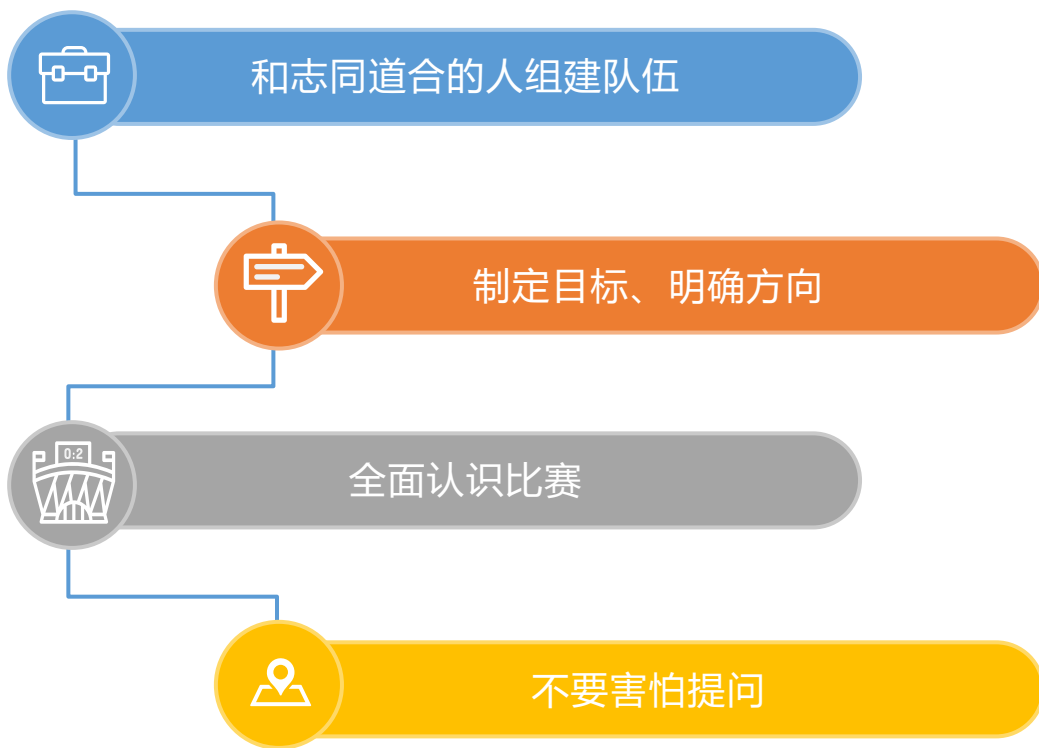 和志同道合的人组建队伍
制定目标、明确方向
0:2
全面认识比赛
不要害怕提问